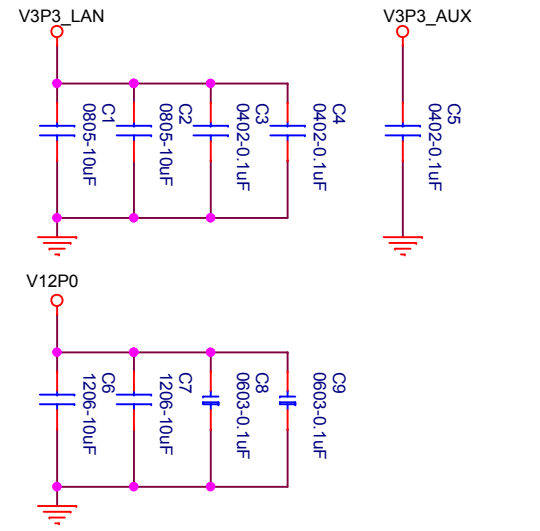 V3P3_LAN
V3P3_AUX
C1
0805-10uF
C2
0805-10uF
C3
0402-0.1uF
C4
0402-0.1uF
C5
0402-0.1uF
V12P0
C6
1206-10uF
C7
1206-10uF
C8
0603-0.1uF
C9
0603-0.1uF